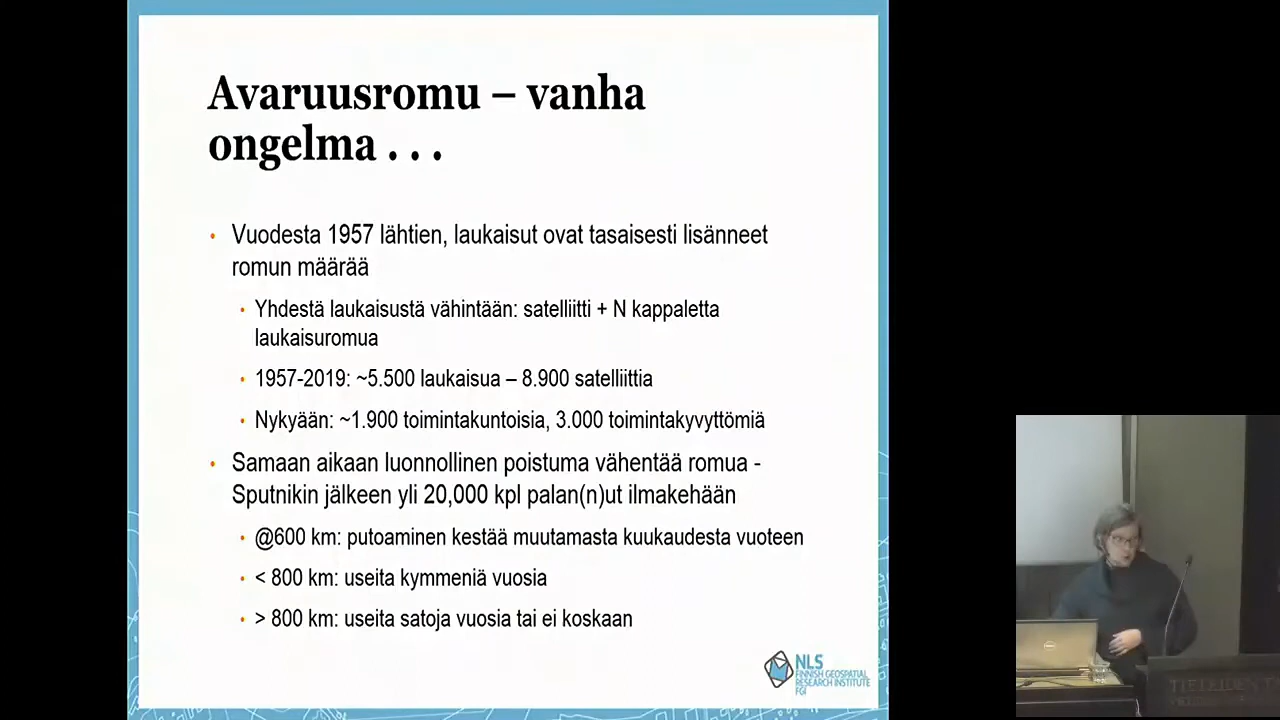 Avaruusromu – vanha
ongelma . . .
• Vuodesta 1957 lähtien, laukaisut ovat tasaisesti lisänneet
romun määrää
• Yhdestä laukaisustä vähintään: satelliitti + N kappaletta
laukaisuromua
• 1957-2019: ~5.500 laukaisua – 8.900 satelliittia
• Nykyään: ~1.900 toimintakuntoisia, 3.000 toimintakyvyttömiä
• Samaan aikaan luonnollinen poistuma vähentää romua -
Sputnikin jälkeen yli 20,000 kpl palan(n)ut ilmakehään
• @600 km: putoaminen kestää muutamasta kuukaudesta vuoteen
• < 800 km: useita kymmeniä vuosia
• > 800 km: useita satoja vuosia tai ei koskaan
NLS
FINNISH GEOSPATIAL
RESEARCH INSTITUTE
FGI
TIETEIDEN T